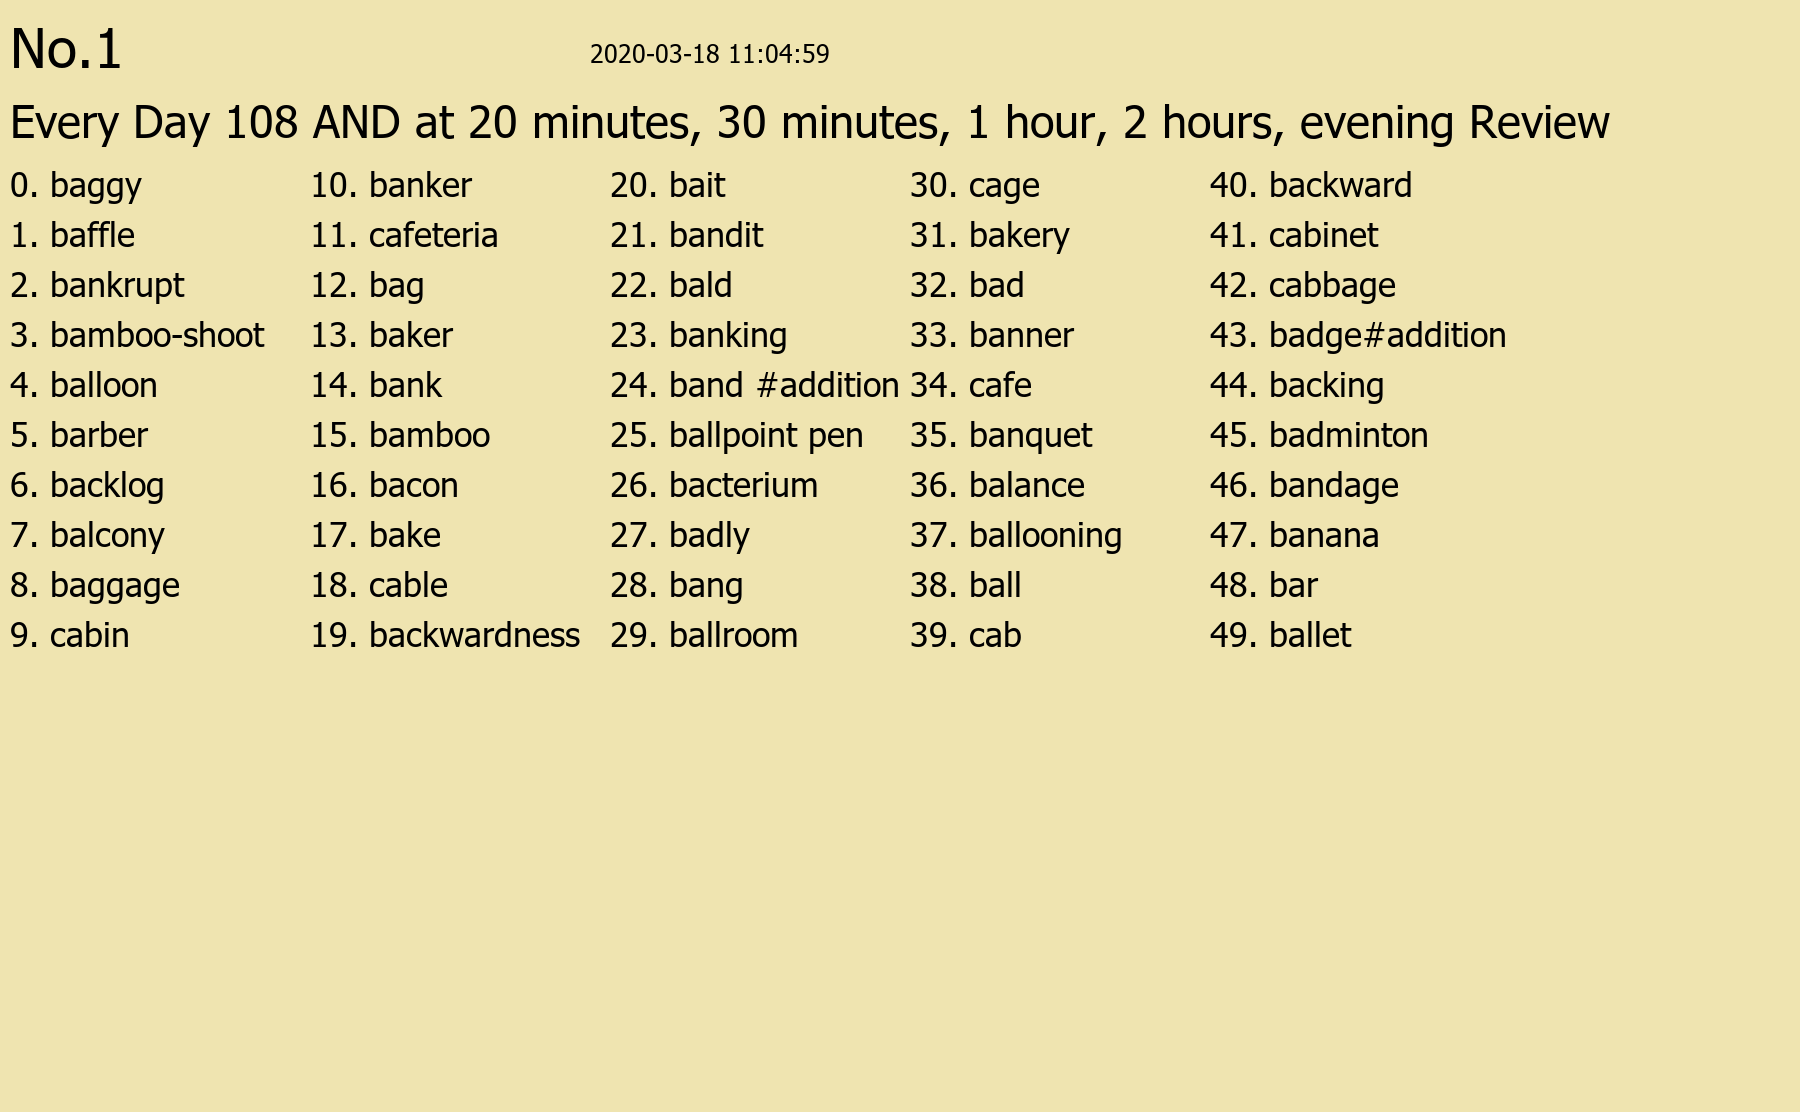 No.1 2020-03-18 11:04:59
Every Day 108 AND at 20 minutes, 30 minutes, 1 hour, 2 hours, evening Review
0. baggy 10. banker 20. bait 30. cage 40. backward
1. baffle 11. cafeteria 21. bandit 31. bakery 41. cabinet
2. bankrupt 12. bag 22. bald 32. bad 42. cabbage
3. bamboo-shoot 13. baker 23. banking 33. banner 43. badge#addition
4. balloon 14. bank 24. band #addition 34. cafe 44. backing
5. barber 15. bamboo 25. ballpoint pen 35. banquet 45. badminton
6. backlog 16. bacon 26. bacterium 36. balance 46. bandage
7. balcony 17. bake 27. badly 37. ballooning 47. banana
8. baggage 18. cable 28. bang 38. ball 48. bar
9. cabin 19. backwardness 29. ballroom 39. cab 49. ballet